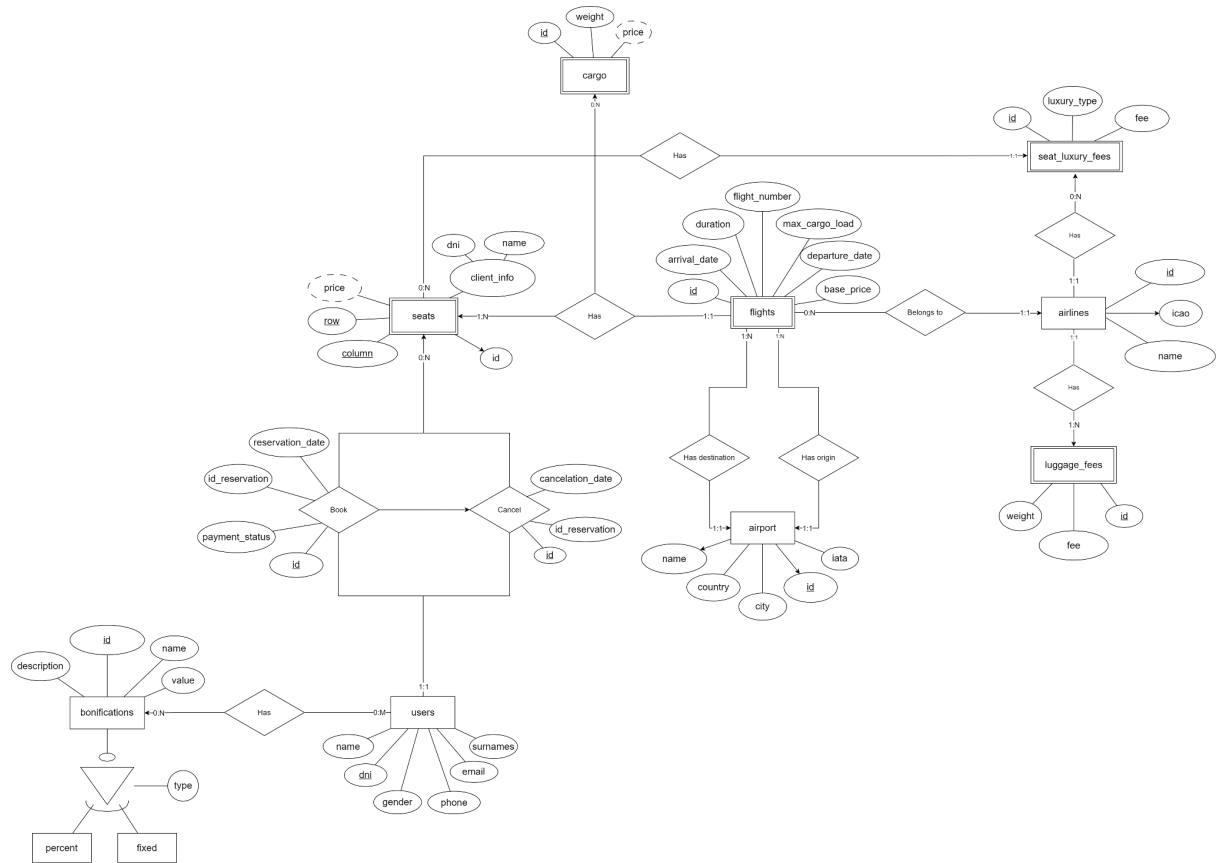 weight
id
price
cargo
0:N
luxury_type
id
fee
Has
1:1
seat_luxury_fees
0:N
flight_number
duration
max_cargo_load
Has
dni
name
arrival_date
departure_date
client_info
id
base_price
id
price
0:N
1:1
seats
1:N
Has
1:1
flights
0:N
Belongs to
1:1
airlines
icao
row
column
id
name
0:N
1:N
1:N
1:1
Has
1:N
reservation_date
id_reservation
Has destination
Has origin
luggage_fees
cancelation_date
Book
Cancel
id_reservation
payment_status
id
id
weight
id
fee
1:1
1:1
airport
name
iata
country
id
city
id
name
description
value
1:1
bonifications
0:N
Has
0:M
users
name
surnames
dni
email
gender
phone
type
percent
fixed